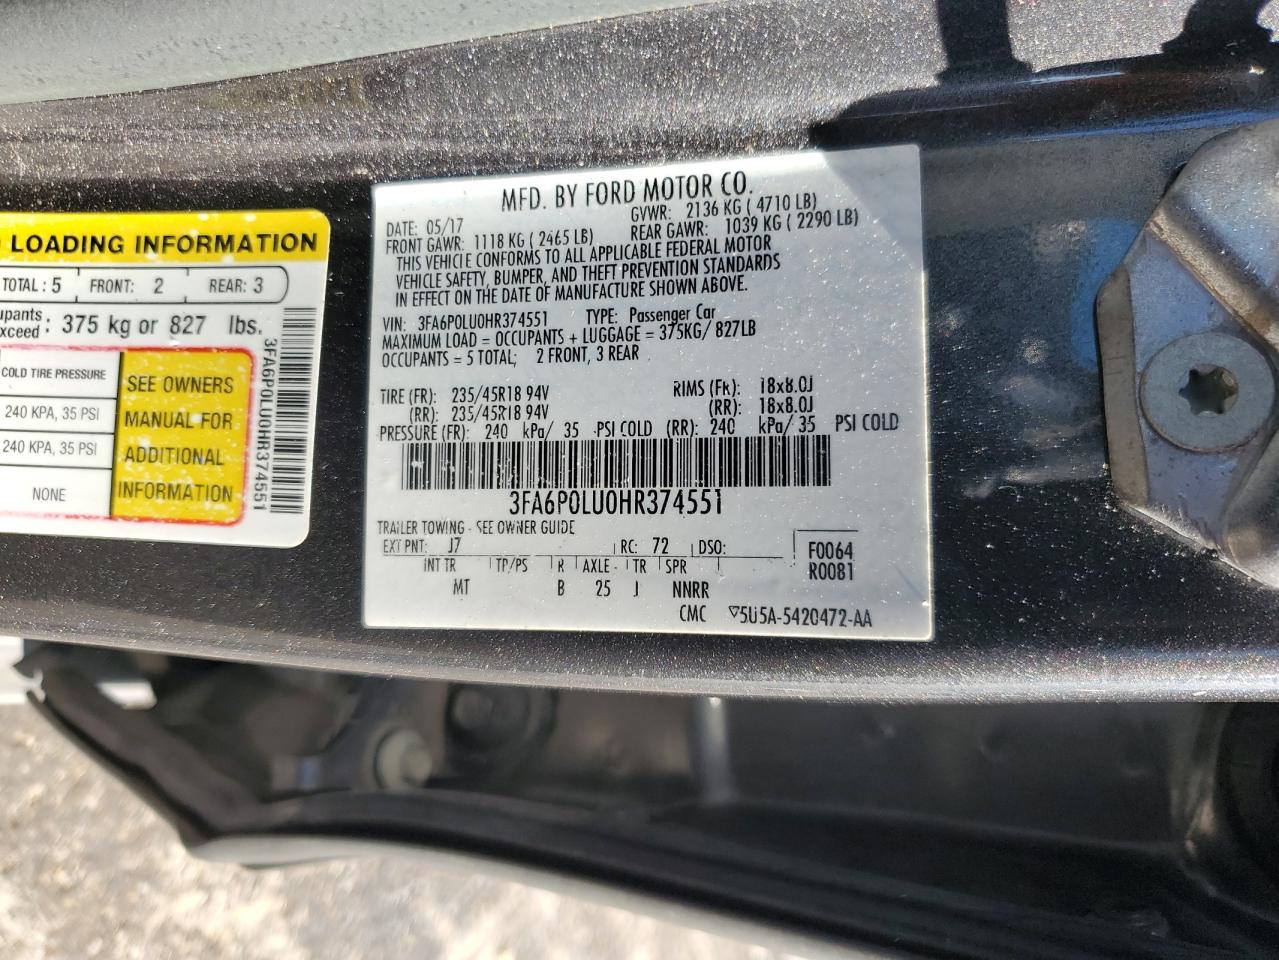 LOADING INFORMATION
TOTAL: 5 FRONT: 2 REAR: 3
375 kg or 827 lbs.
COLD TIRE PRESSURE
240 KPA, 35 PSI
240 KPA, 35 PSI
NONE
SEE OWNERS
MANUAL FOR
ADDITIONAL
INFORMATION
3FA6P0LU0HR374551
MFD. BY FORD MOTOR CO.
DATE: 05/17 GVWR: 2136 KG ( 4710 LB)
FRONT GAWR: 1118 KG ( 2465 LB) REAR GAWR: 1039 KG ( 2290 LB)
THIS VEHICLE CONFORMS TO ALL APPLICABLE FEDERAL MOTOR
VEHICLE SAFETY, BUMPER, AND THEFT PREVENTION STANDARDS
IN EFFECT ON THE DATE OF MANUFACTURE SHOWN ABOVE.
VIN: 3FA6P0LU0HR374551 TYPE: Passenger Car
MAXIMUM LOAD = OCCUPANTS + LUGGAGE = 375KG/ 827LB
OCCUPANTS = 5 TOTAL; 2 FRONT, 3 REAR
TIRE (FR): 235/45R18 94V RIMS (FR): 18x8.0J
(RR): 235/45R18 94V (RR): 18x8.0J
PRESSURE (FR): 240 kPa/ 35 PSI COLD (RR): 240 kPa/ 35 PSI COLD
3FA6P0LU0HR374551
TRAILER TOWING - SEE OWNER GUIDE
EXT PNT: J7 RC: 72 DSO: F0064
INT TR TP/PS R AXLE TR SPR R0081
MT B 25 J NNRR
CMC ▽5U5A-5420472-AA